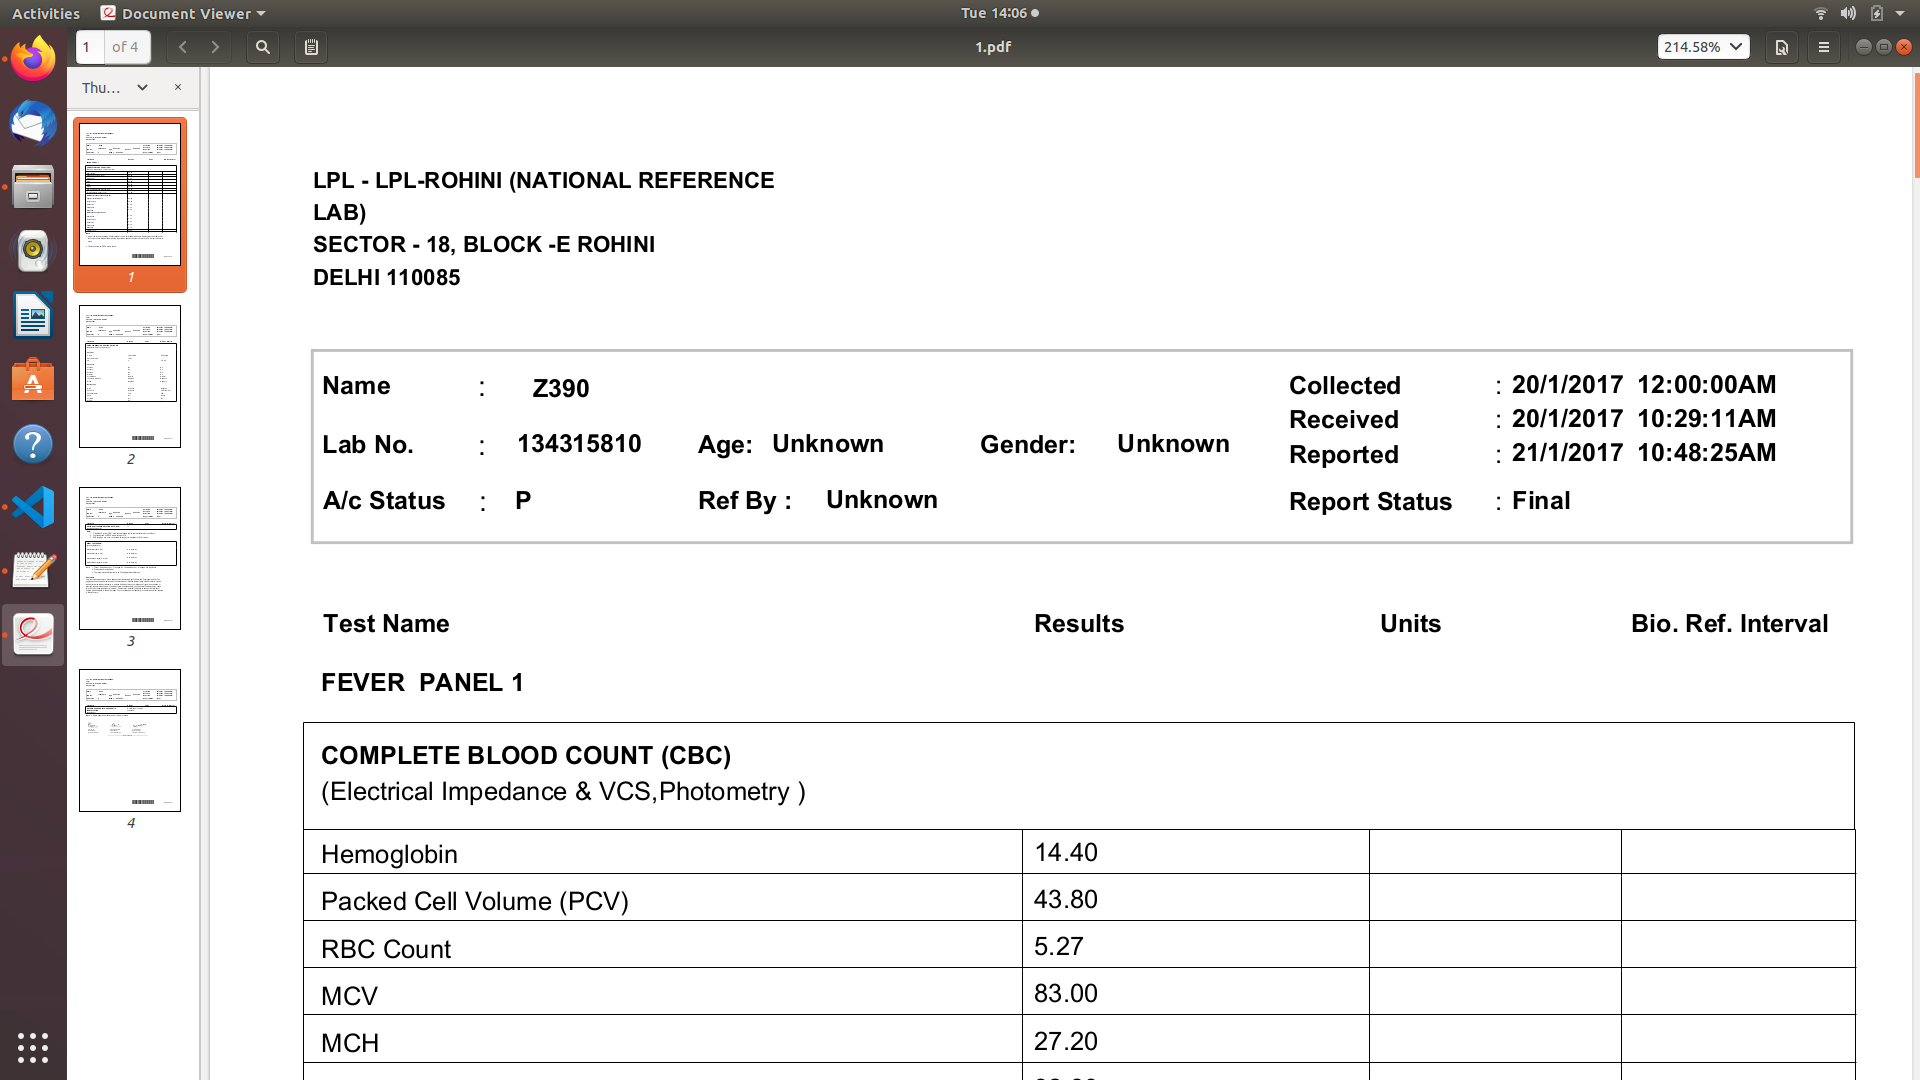 Activities Document Viewer Tue 14:06
1 of 4 1.pdf 214.58%
Thu...
1
2
3
4
LPL - LPL-ROHINI (NATIONAL REFERENCE
LAB)
SECTOR - 18, BLOCK -E ROHINI
DELHI 110085
Name : Z390 Collected : 20/1/2017 12:00:00AM
Received : 20/1/2017 10:29:11AM
Lab No. : 134315810 Age: Unknown Gender: Unknown
Reported : 21/1/2017 10:48:25AM
A/c Status : P Ref By : Unknown Report Status : Final
Test Name Results Units Bio. Ref. Interval
FEVER PANEL 1
COMPLETE BLOOD COUNT (CBC)
(Electrical Impedance & VCS,Photometry )
Hemoglobin 14.40
Packed Cell Volume (PCV) 43.80
RBC Count 5.27
MCV 83.00
MCH 27.20